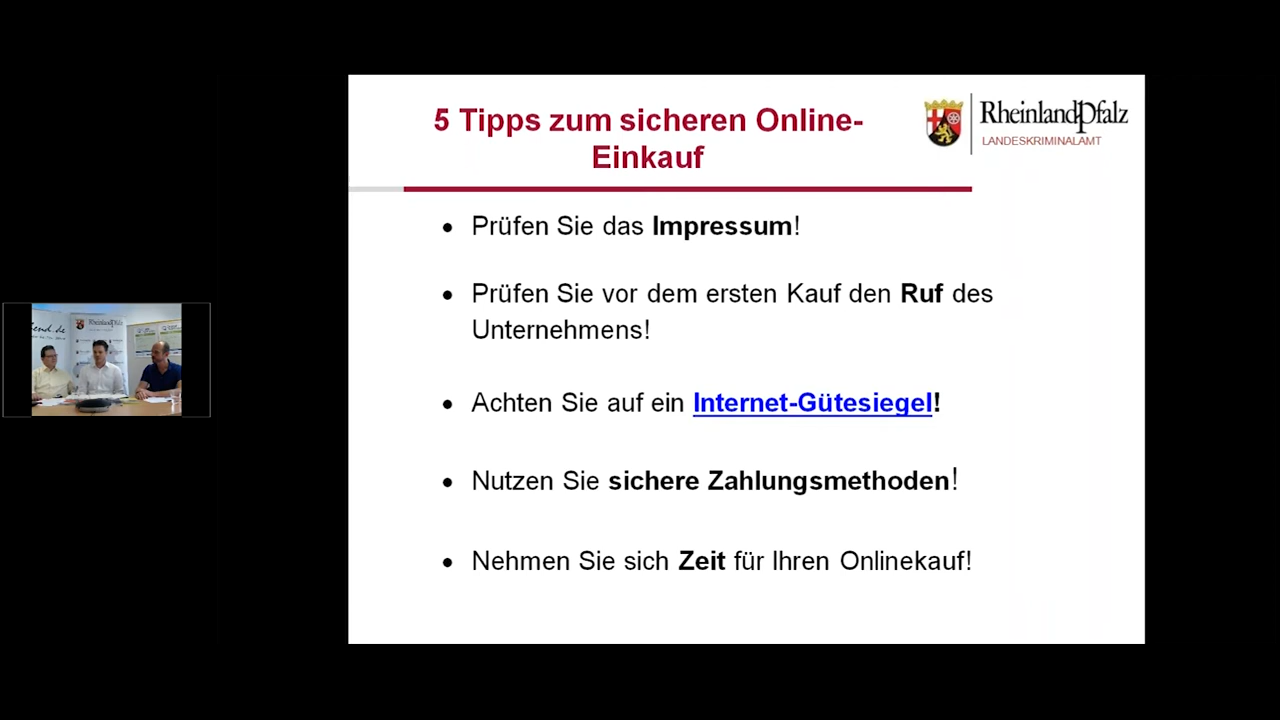 5 Tipps zum sicheren Online-
Einkauf
RheinlandPfalz
LANDESKRIMINALAMT
• Prüfen Sie das Impressum!
• Prüfen Sie vor dem ersten Kauf den Ruf des
Unternehmens!
• Achten Sie auf ein Internet-Gütesiegel!
• Nutzen Sie sichere Zahlungsmethoden!
• Nehmen Sie sich Zeit für Ihren Onlinekauf!
RheinlandPfalz